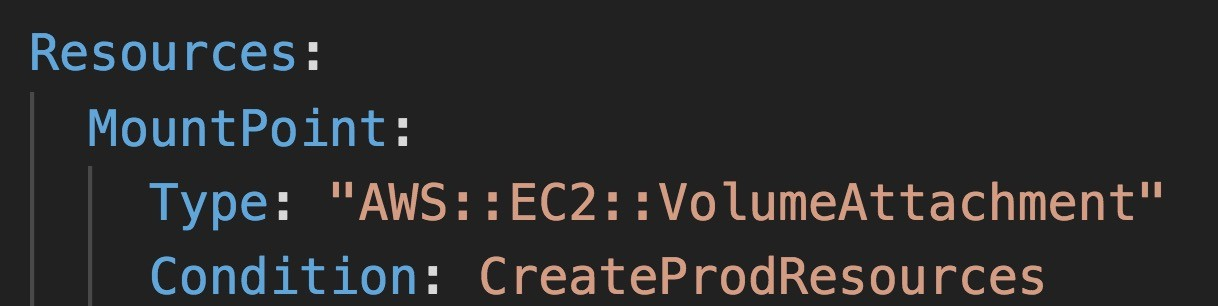 Resources:
MountPoint:
Type: "AWS::EC2::VolumeAttachment"
Condition: CreateProdResources